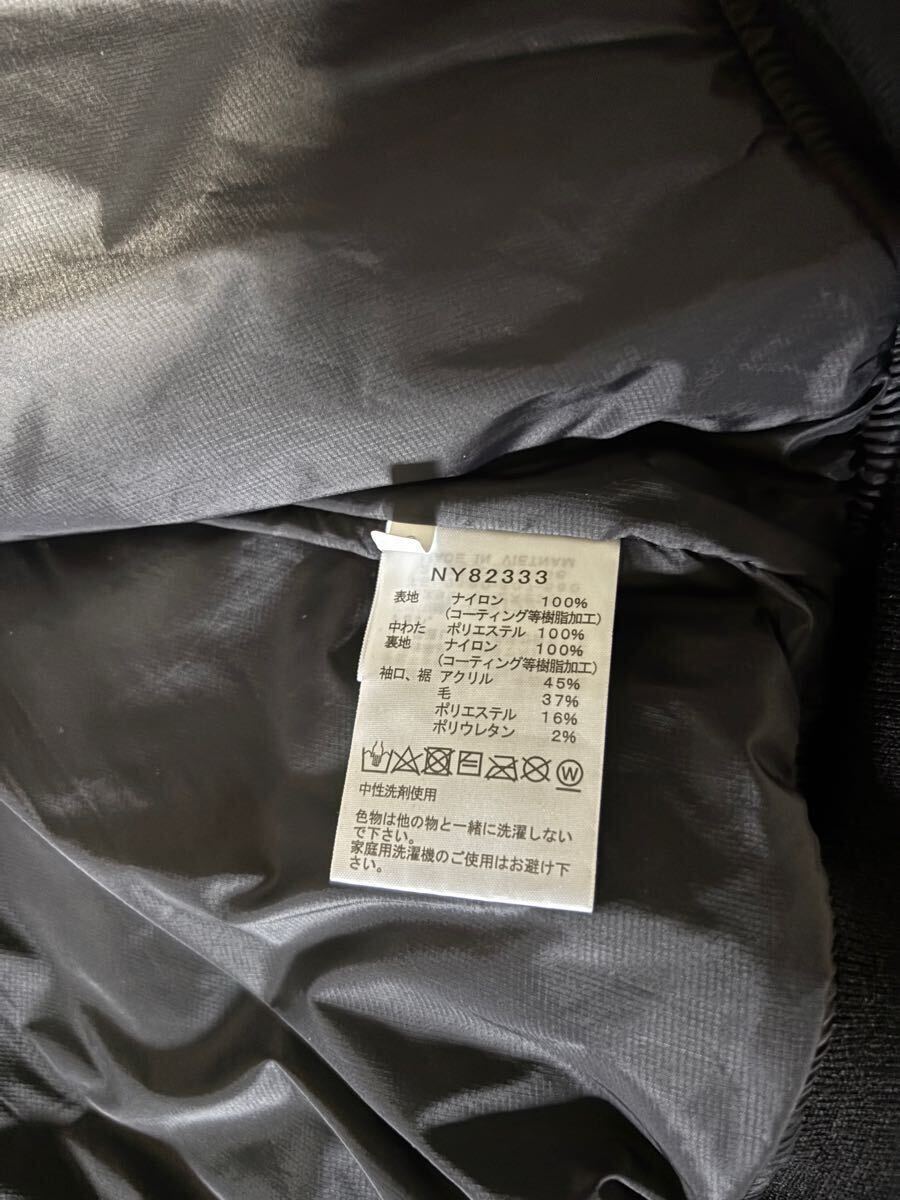 MADE IN VIETNAM
NY82333
表地 ナイロン 100%
(コーティング等樹脂加工)
中わた ポリエステル 100%
裏地 ナイロン 100%
(コーティング等樹脂加工)
袖口、裾 アクリル 45%
毛 37%
ポリエステル 16%
ポリウレタン 2%
W
中性洗剤使用
色物は他の物と一緒に洗濯しない
で下さい。
家庭用洗濯機のご使用はお避け下
さい。